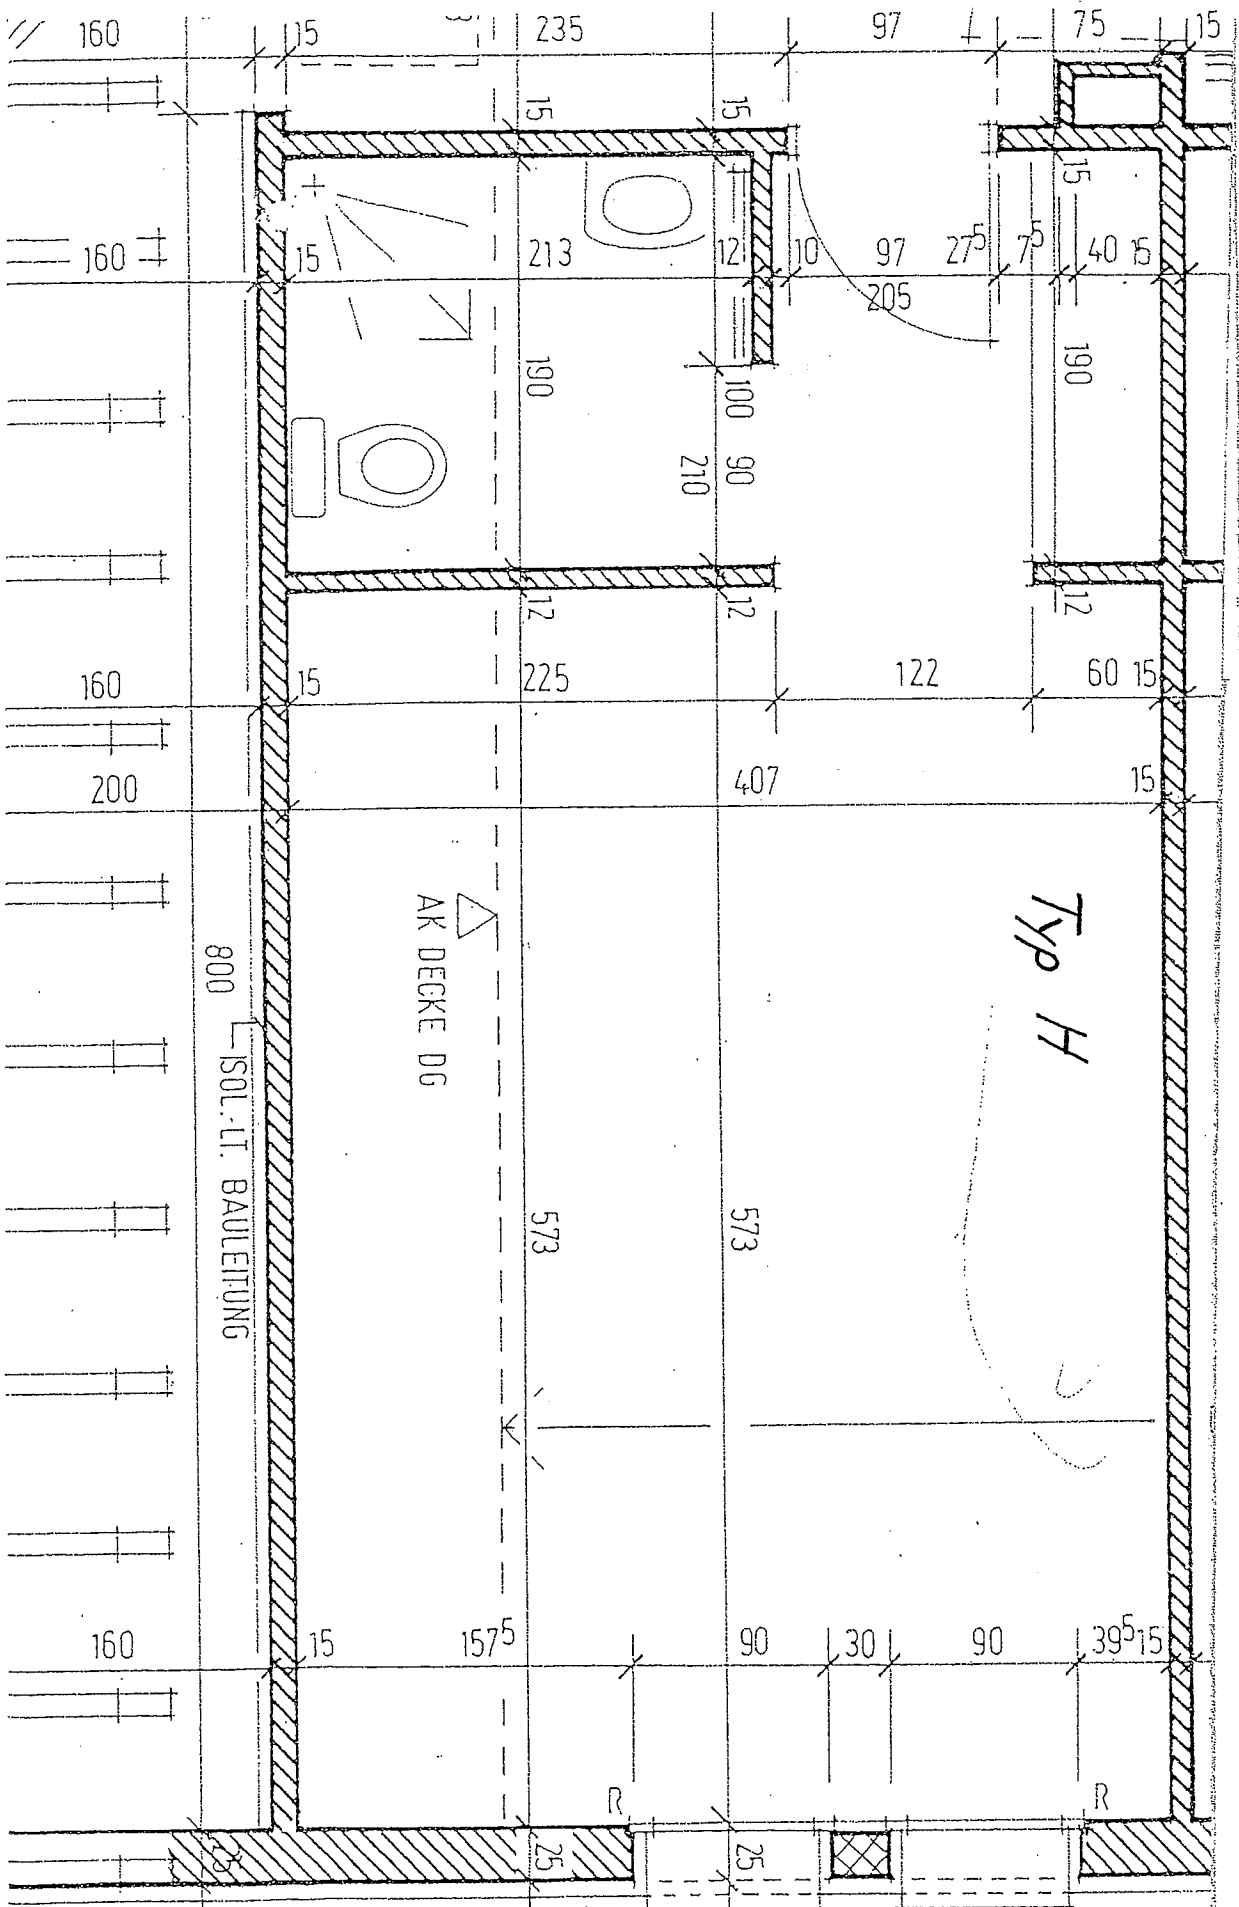 160 15 235 97 75 15
15 15
15
160 15 213 12 10 97 27⁵ 7⁵ 40 15
205
190 100 190
90
210
12 12 12
160 15 225 122 60 15
200 407 15
Typ H
AK DECKE DG
800
ISOL.-LT. BAULEITUNG
573 573
160 15 157⁵ 90 30 90 39⁵ 15
R R
25 25 25